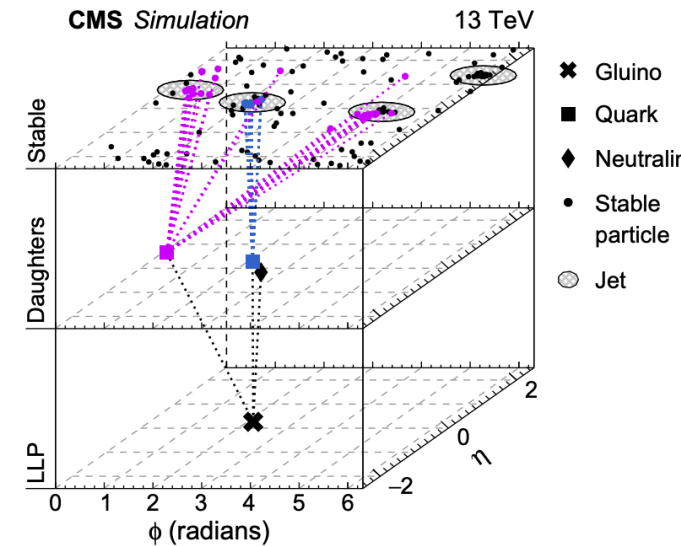 CMS Simulation 13 TeV
Stable
Daughters
LLP
Gluino
Quark
Neutralin
Stable
particle
Jet
0 1 2 3 4 5 6
φ (radians)
−2
0
2
η